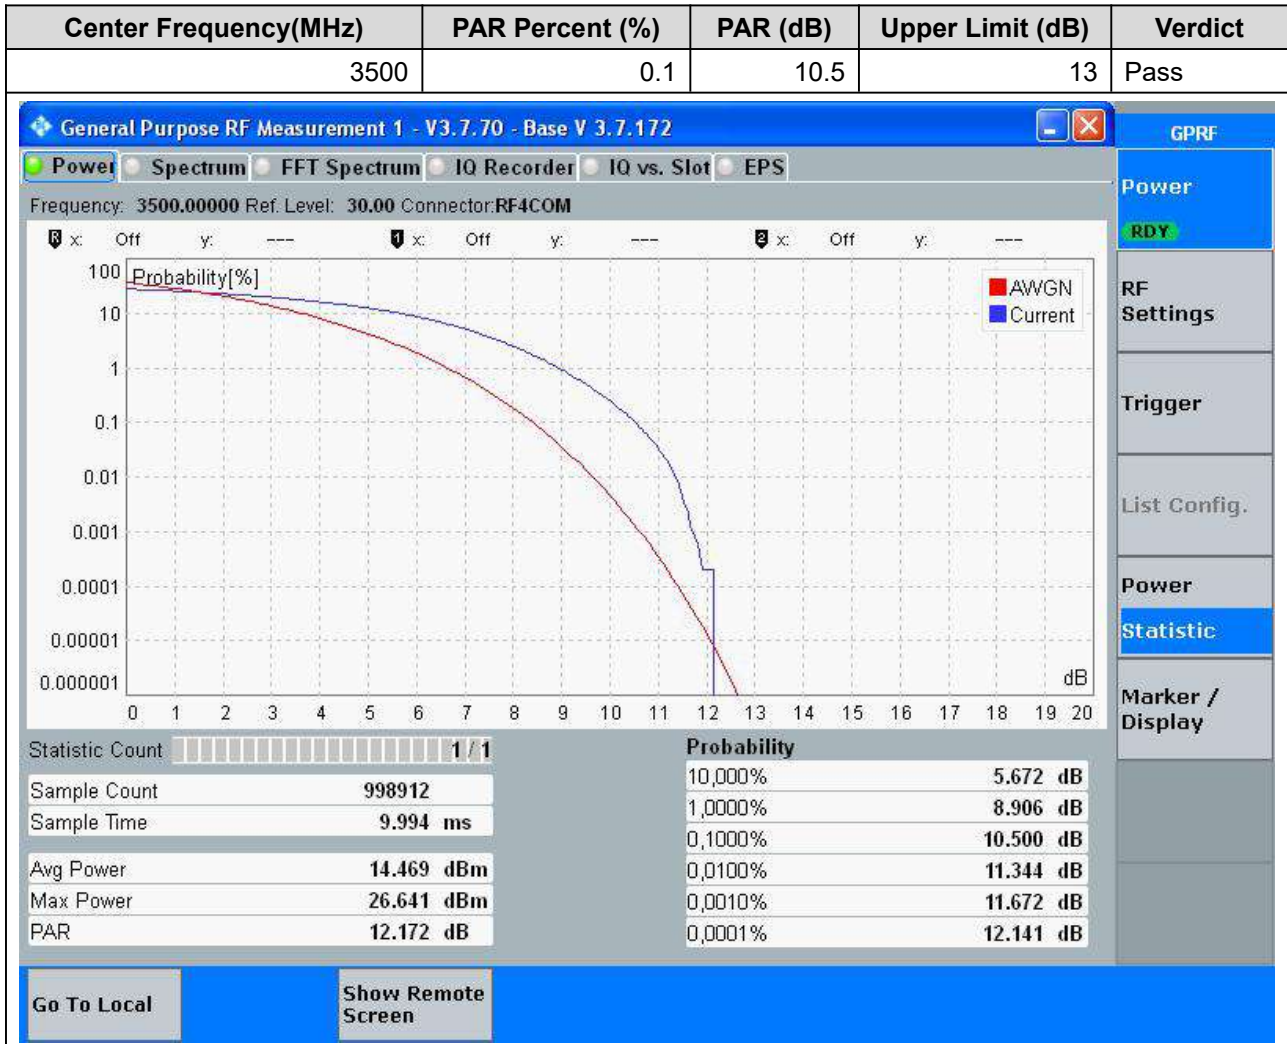 Center Frequency(MHz) PAR Percent (%) PAR (dB) Upper Limit (dB) Verdict
3500 0.1 10.5 13 Pass
General Purpose RF Measurement 1 - V3.7.70 - Base V 3.7.172
GPRF
Power Spectrum FFT Spectrum IQ Recorder IQ vs. Slot EPS
Power
RDY
Frequency: 3500.00000 Ref. Level: 30.00 Connector:RF4COM
R x: Off y: --- 1 x: Off y: --- 2 x: Off y: ---
Probability[%]
AWGN
Current
100
10
1
0.1
0.01
0.001
0.0001
0.00001
0.000001
dB
0 1 2 3 4 5 6 7 8 9 10 11 12 13 14 15 16 17 18 19 20
RF
Settings
Trigger
List Config.
Power
Statistic
Marker /
Display
Statistic Count 1 / 1
Sample Count 998912
Sample Time 9.994 ms
Avg Power 14.469 dBm
Max Power 26.641 dBm
PAR 12.172 dB
Probability
10,000% 5.672 dB
1,0000% 8.906 dB
0,1000% 10.500 dB
0,0100% 11.344 dB
0,0010% 11.672 dB
0,0001% 12.141 dB
Go To Local
Show Remote
Screen